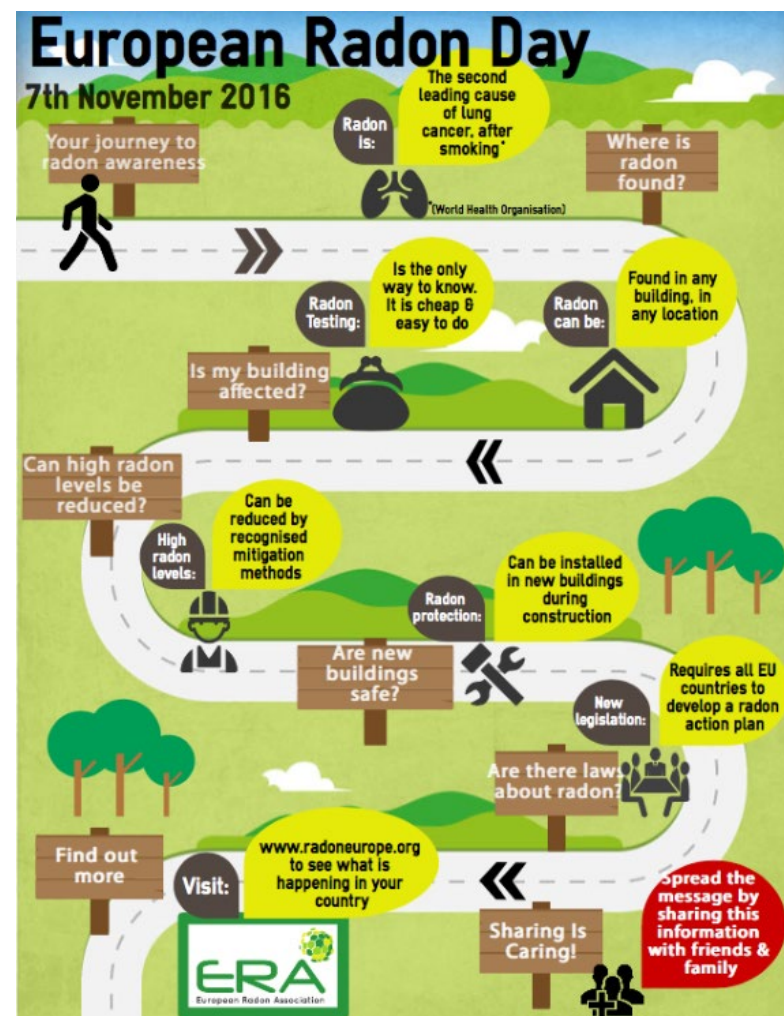 European Radon Day
7th November 2016
Your journey to
radon awareness
Radon
is:
The second
leading cause
of lung
cancer, after
smoking*
*(World Health Organisation)
Where is
radon
found?
Radon
can be:
Found in any
building, in
any location
Radon
Testing:
Is the only
way to know.
It is cheap &
easy to do
Is my building
affected?
Can high radon
levels be
reduced?
High
radon
levels:
Can be
reduced by
recognised
mitigation
methods
Are new
buildings
safe?
Radon
protection:
Can be installed
in new buildings
during
construction
New
legislation:
Requires all EU
countries to
develop a radon
action plan
Are there laws
about radon?
Find out
more
Visit:
www.radoneurope.org
to see what is
happening in your
country
ERA
European Radon Association
Sharing Is
Caring!
Spread the
message by
sharing this
information
with friends &
family